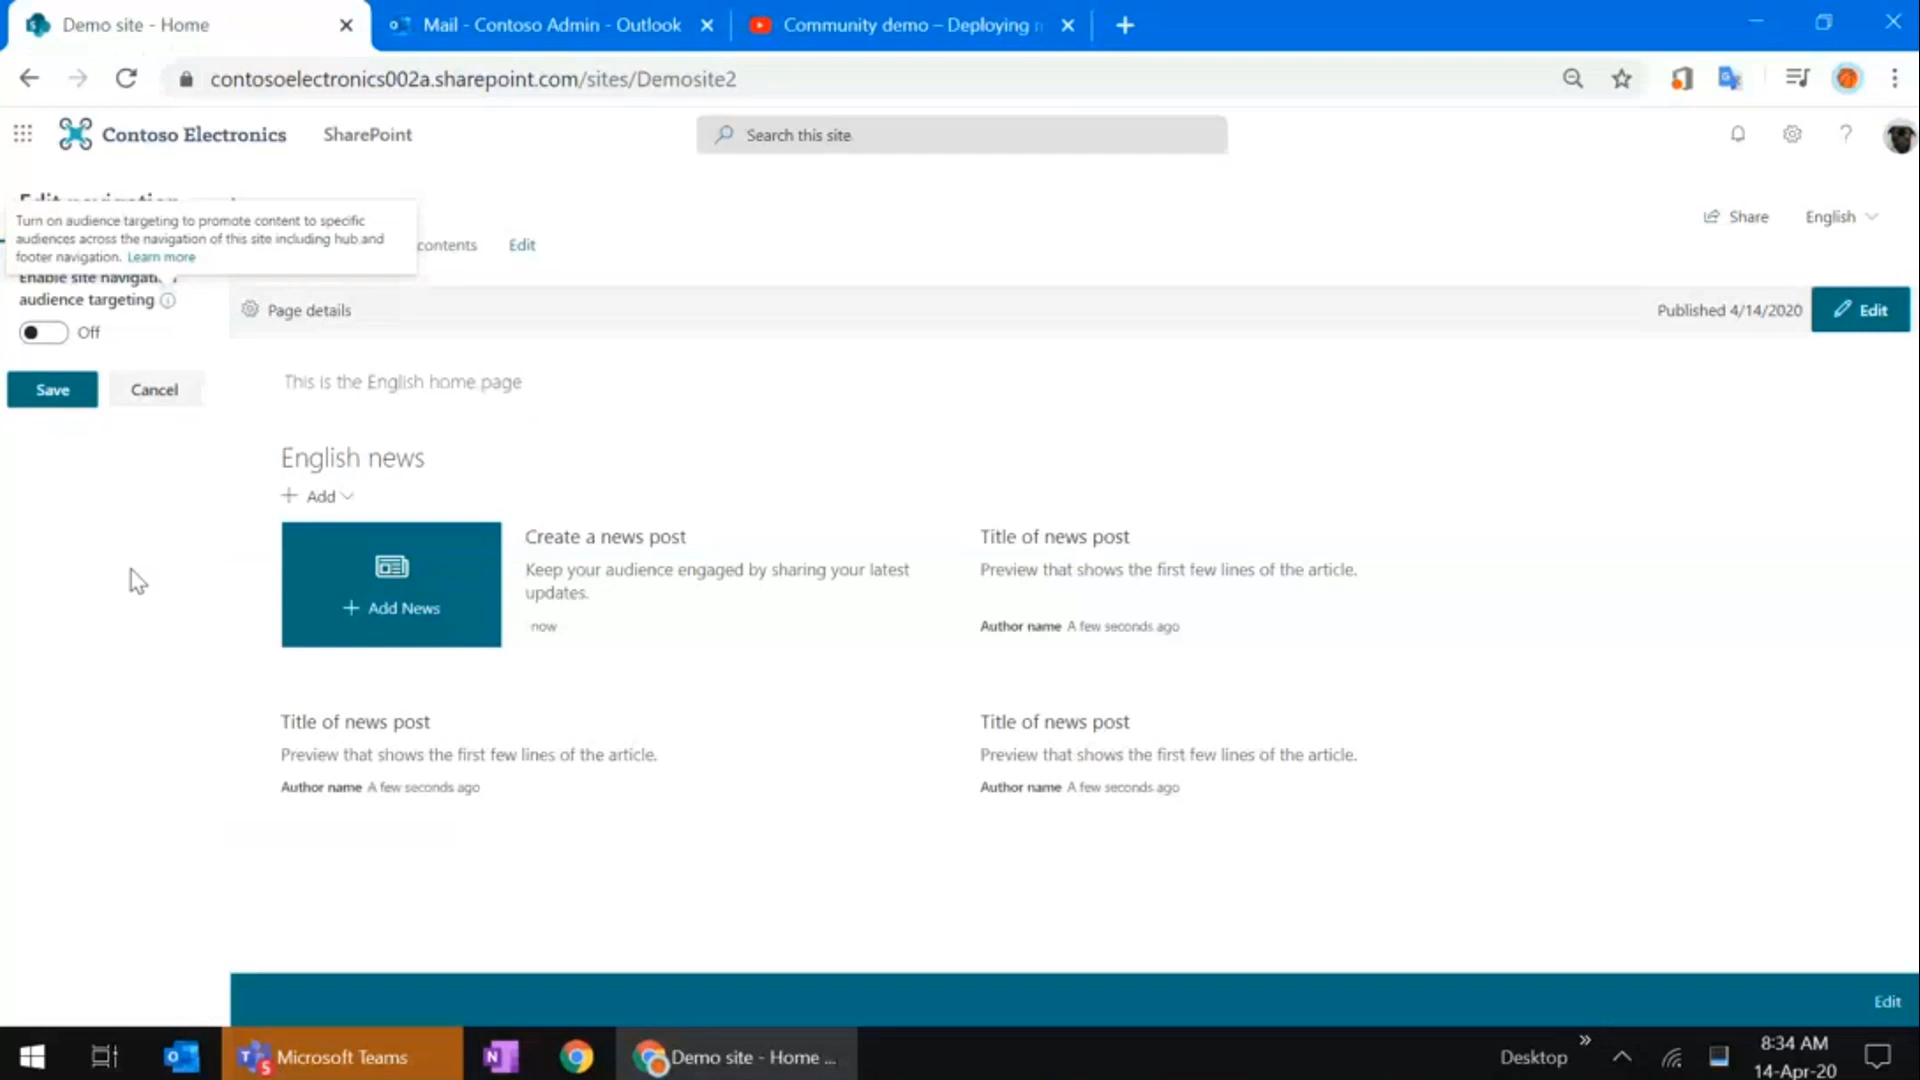 Demo site - Home
Mail - Contoso Admin - Outlook
Community demo – Deploying
contosoelectronics002a.sharepoint.com/sites/Demosite2
Contoso Electronics
SharePoint
Search this site
Edit navigation
Turn on audience targeting to promote content to specific
audiences across the navigation of this site including hub and
footer navigation. Learn more
contents
Edit
Share
English
Enable site navigati
audience targeting
Off
Save
Cancel
Page details
Published 4/14/2020
Edit
This is the English home page
English news
+ Add
+ Add News
Create a news post
Keep your audience engaged by sharing your latest
updates.
now
Title of news post
Preview that shows the first few lines of the article.
Author name A few seconds ago
Title of news post
Preview that shows the first few lines of the article.
Author name A few seconds ago
Title of news post
Preview that shows the first few lines of the article.
Author name A few seconds ago
Edit
Microsoft Teams
Demo site - Home ...
Desktop
8:34 AM
14-Apr-20